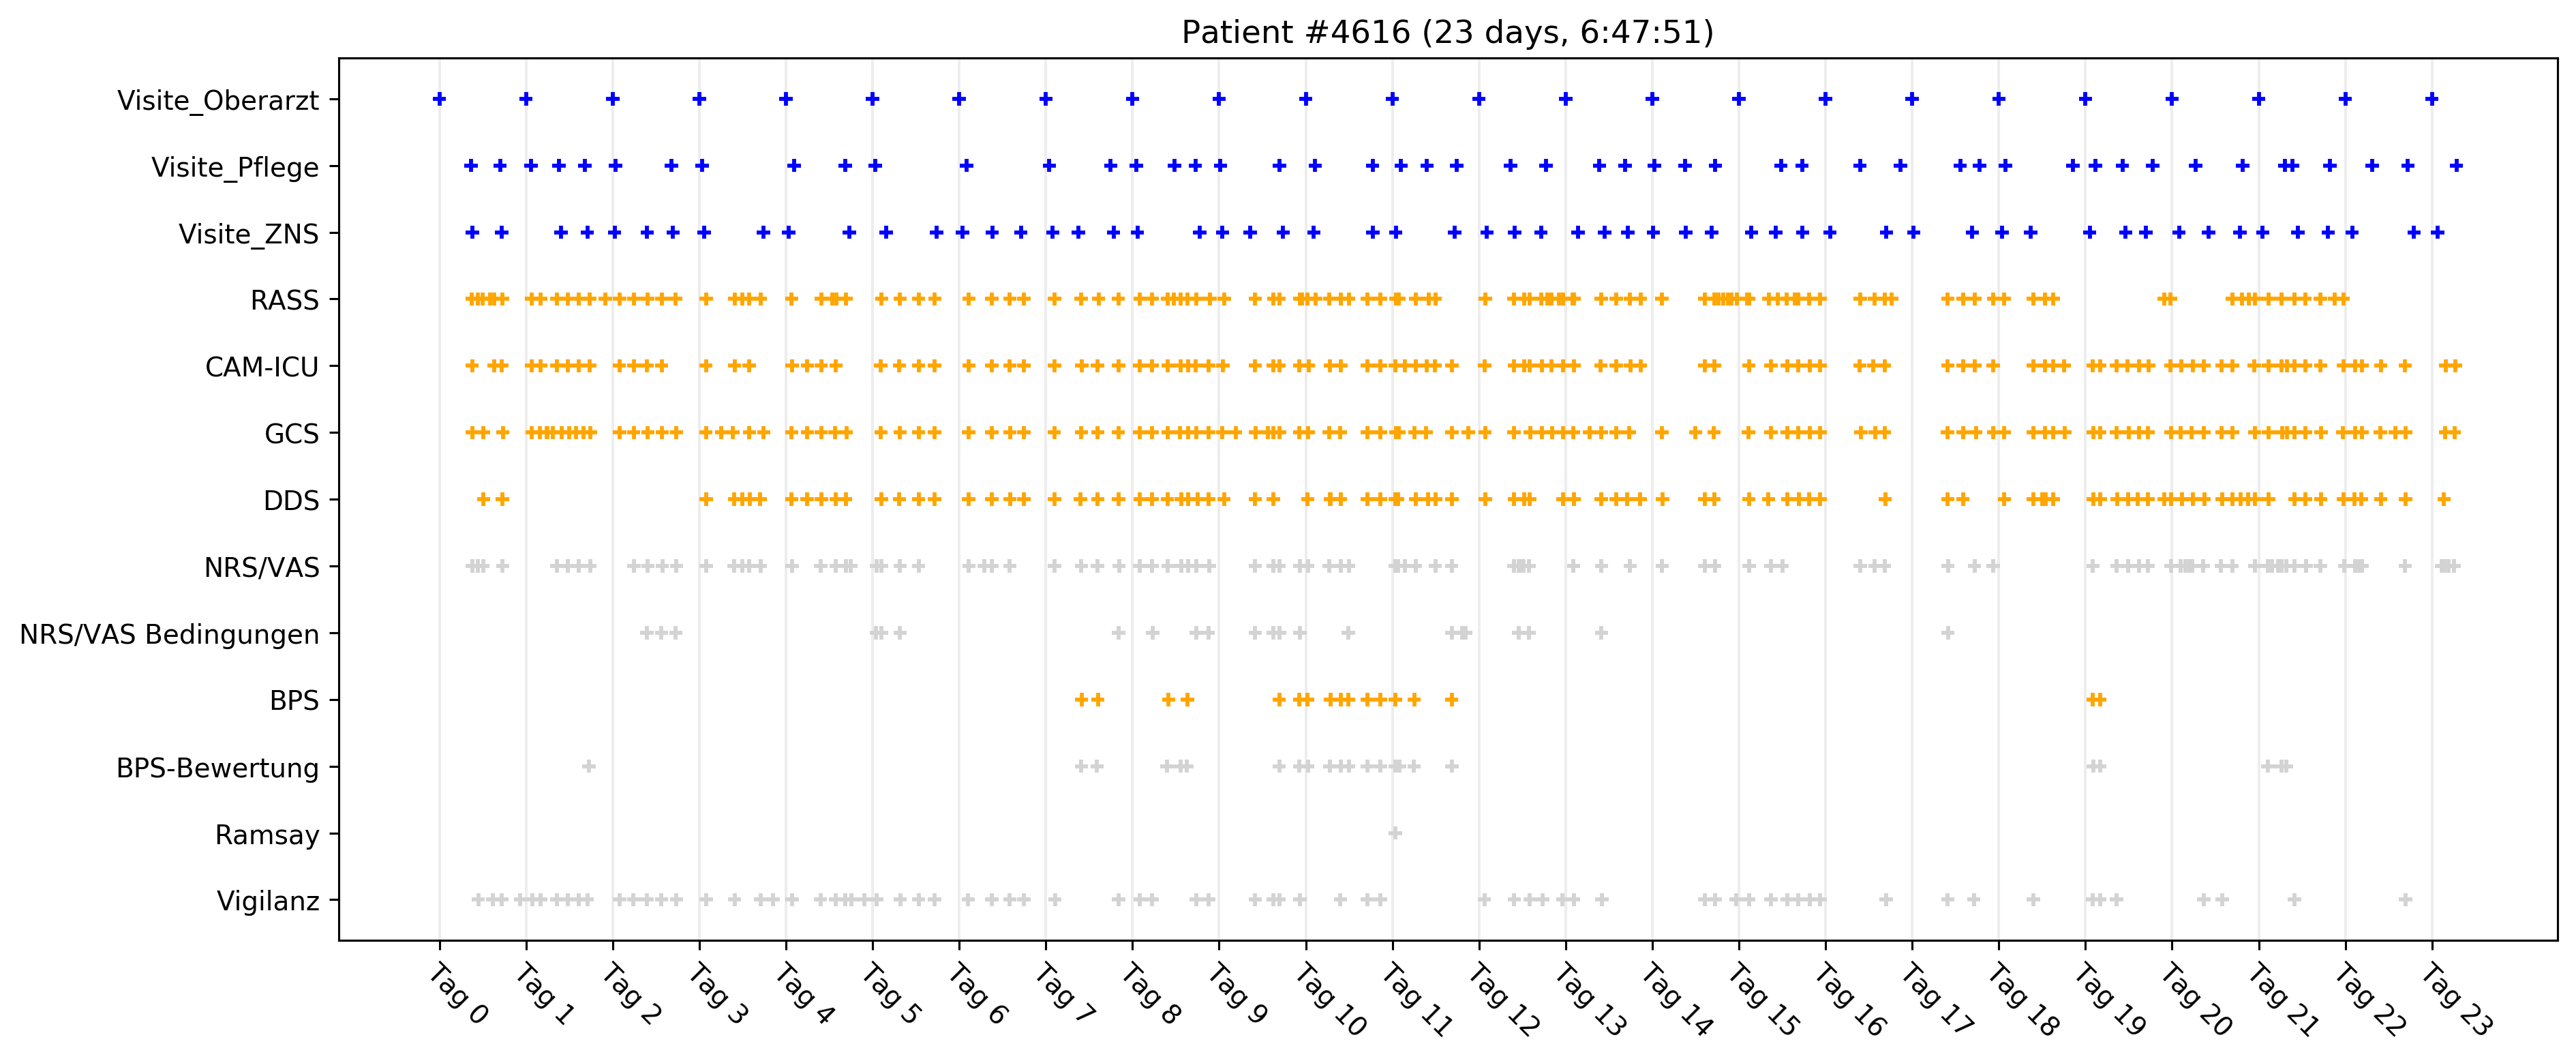 Patient #4616 (23 days, 6:47:51)
Visite_Oberarzt
Visite_Pflege
Visite_ZNS
RASS
CAM-ICU
GCS
DDS
NRS/VAS
NRS/VAS Bedingungen
BPS
BPS-Bewertung
Ramsay
Vigilanz
Tag 0
Tag 1
Tag 2
Tag 3
Tag 4
Tag 5
Tag 6
Tag 7
Tag 8
Tag 9
Tag 10
Tag 11
Tag 12
Tag 13
Tag 14
Tag 15
Tag 16
Tag 17
Tag 18
Tag 19
Tag 20
Tag 21
Tag 22
Tag 23